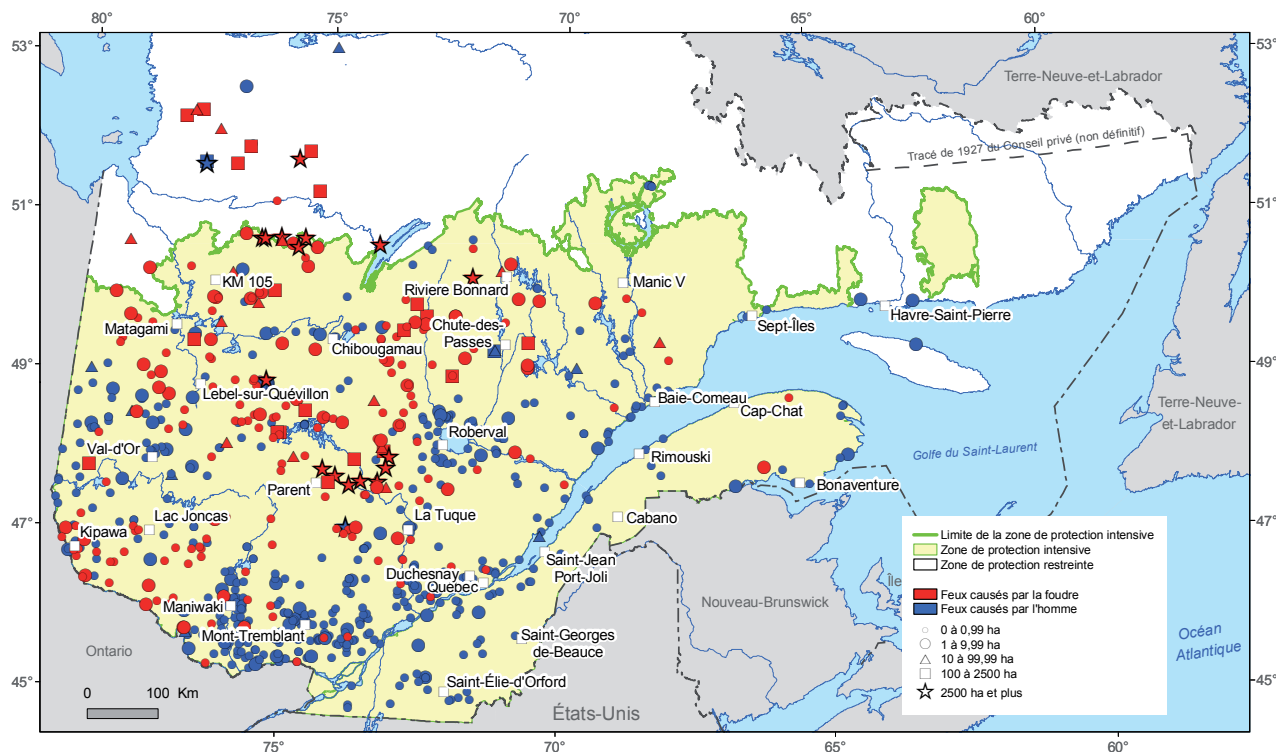 80° 75° 70° 65° 60°
53° 53°
Terre-Neuve-et-Labrador
Tracé de 1927 du Conseil privé (non définitif)
51° 51°
KM 105
Riviere Bonnard
Manic V
Havre-Saint-Pierre
Sept-Îles
Matagami
Chibougamau
Chute-des-
Passes
49° 49°
Lebel-sur-Quévillon
Baie-Comeau
Cap-Chat
Terre-Neuve-
et-Labrador
Roberval
Val-d'Or
Rimouski
Golfe du Saint-Laurent
Parent
Bonaventure
Lac Joncas
La Tuque
Cabano
47° 47°
Kipawa
Saint-Jean
Port-Joli
Duchesnay
Québec
Maniwaki
Nouveau-Brunswick
Mont-Tremblant
Saint-Georges
de-Beauce
Ontario
Saint-Élie-d'Orford
45° 45°
0 100 Km
États-Unis
Île
Océan
Atlantique
Limite de la zone de protection intensive
Zone de protection intensive
Zone de protection restreinte
Feux causés par la foudre
Feux causés par l'homme
0 à 0,99 ha
1 à 9,99 ha
10 à 99,99 ha
100 à 2500 ha
2500 ha et plus
75° 70° 65° 60°